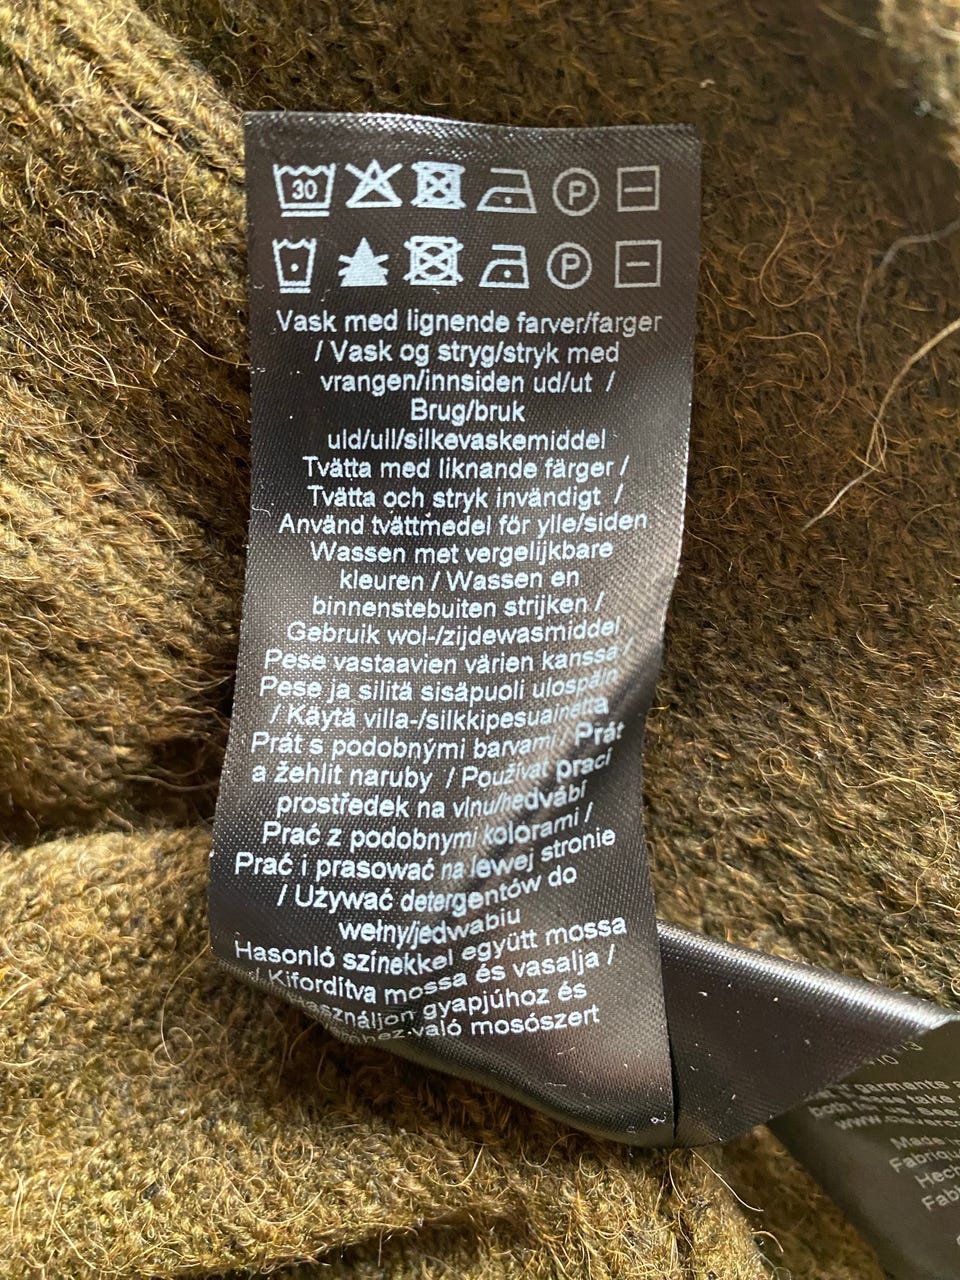 30 P
P
Vask med lignende farver/farger
/ Vask og stryg/stryk med
vrangen/innsiden ud/ut /
Brug/bruk
uld/ull/silkevaskemiddel
Tvätta med liknande färger /
Tvätta och stryk invändigt /
Använd tvättmedel för ylle/siden
Wassen met vergelijkbare
kleuren / Wassen en
binnenstebuiten strijken /
Gebruik wol-/zijdewasmiddel
Pese vastaavien värien kanssa /
Pese ja silitä sisäpuoli ulospäin
/ Käytä villa-/silkkipesuainetta
Prát s podobnými barvami. Prát
a žehlit naruby / Používat prací
prostředek na vlnu/hedvábí
Prać z podobnymi kolorami /
Prać i prasować na lewej stronie
/ Używać detergentów do
wełny/jedwabiu
Hasonló színekkel együtt mossa
/ Kifordítva mossa és vasalja /
gyapjúhoz és
való mosószert
garments
take
Made